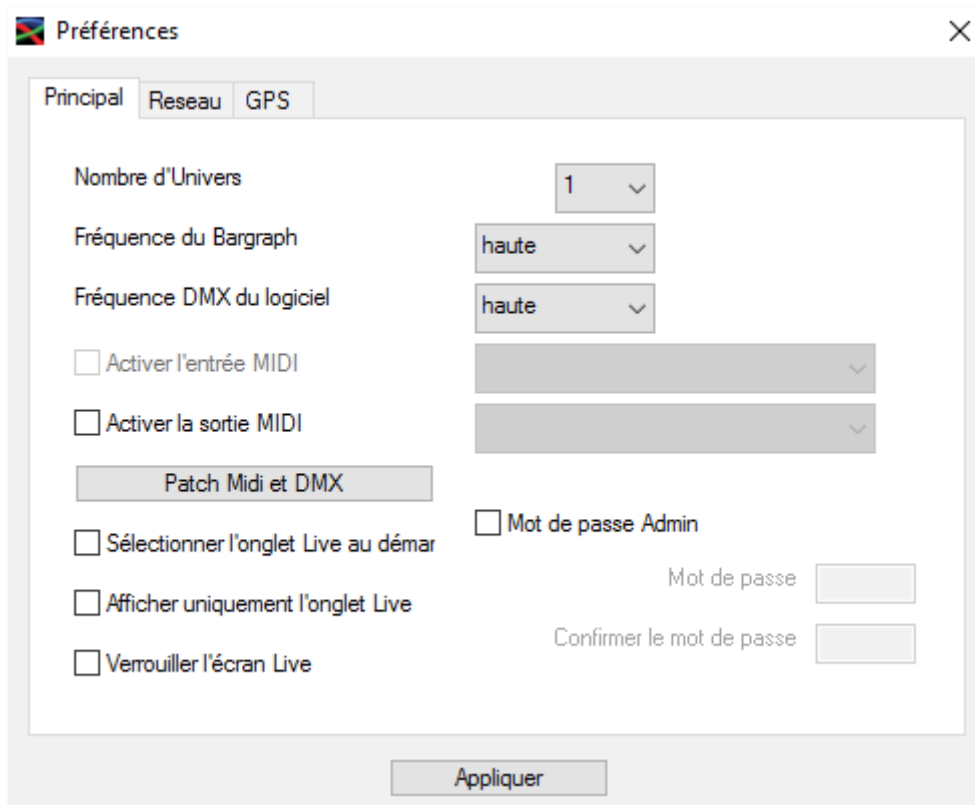 Préférences
Principal Reseau GPS
Nombre d'Univers 1
Fréquence du Bargraph haute
Fréquence DMX du logiciel haute
Activer l'entrée MIDI
Activer la sortie MIDI
Patch Midi et DMX
Mot de passe Admin
Sélectionner l'onglet Live au démar
Mot de passe
Afficher uniquement l'onglet Live
Confirmer le mot de passe
Verrouiller l'écran Live
Appliquer